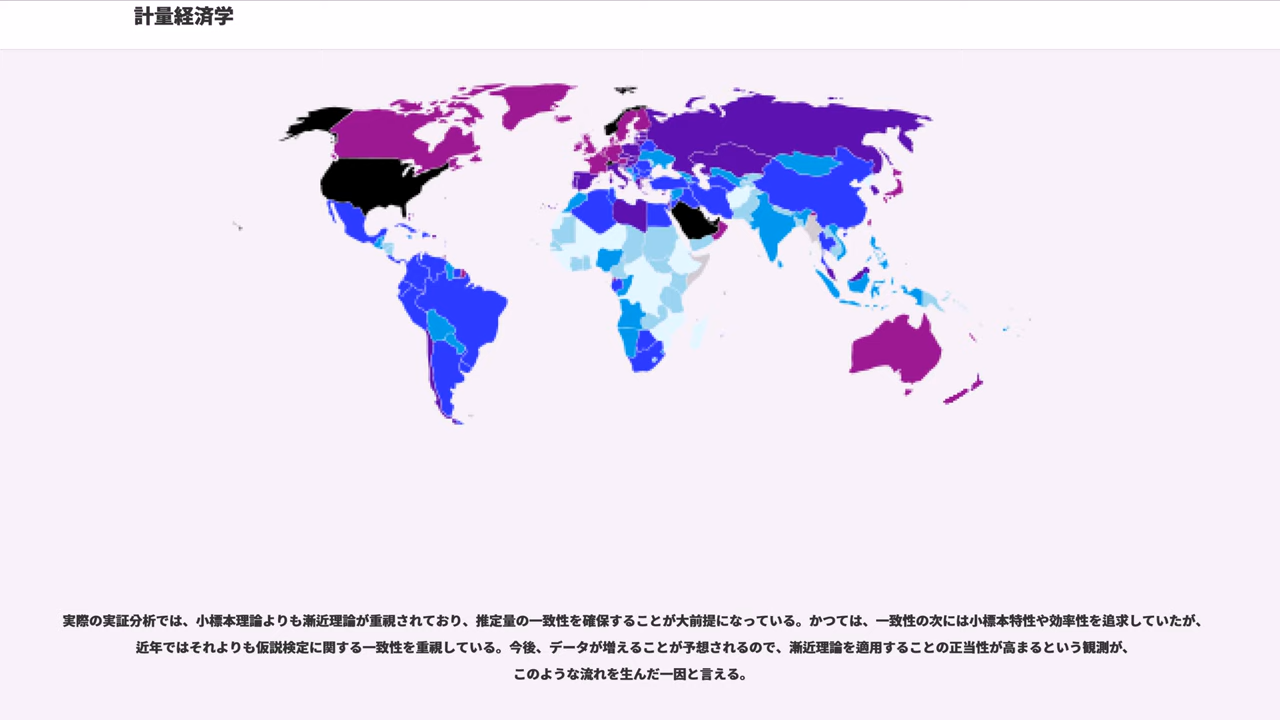 計量経済学
実際の実証分析では、小標本理論よりも漸近理論が重視されており、推定量の一致性を確保することが大前提になっている。かつては、一致性の次には小標本特性や効率性を追求していたが、
近年ではそれよりも仮説検定に関する一致性を重視している。今後、データが増えることが予想されるので、漸近理論を適用することの正当性が高まるという観測が、
このような流れを生んだ一因と言える。